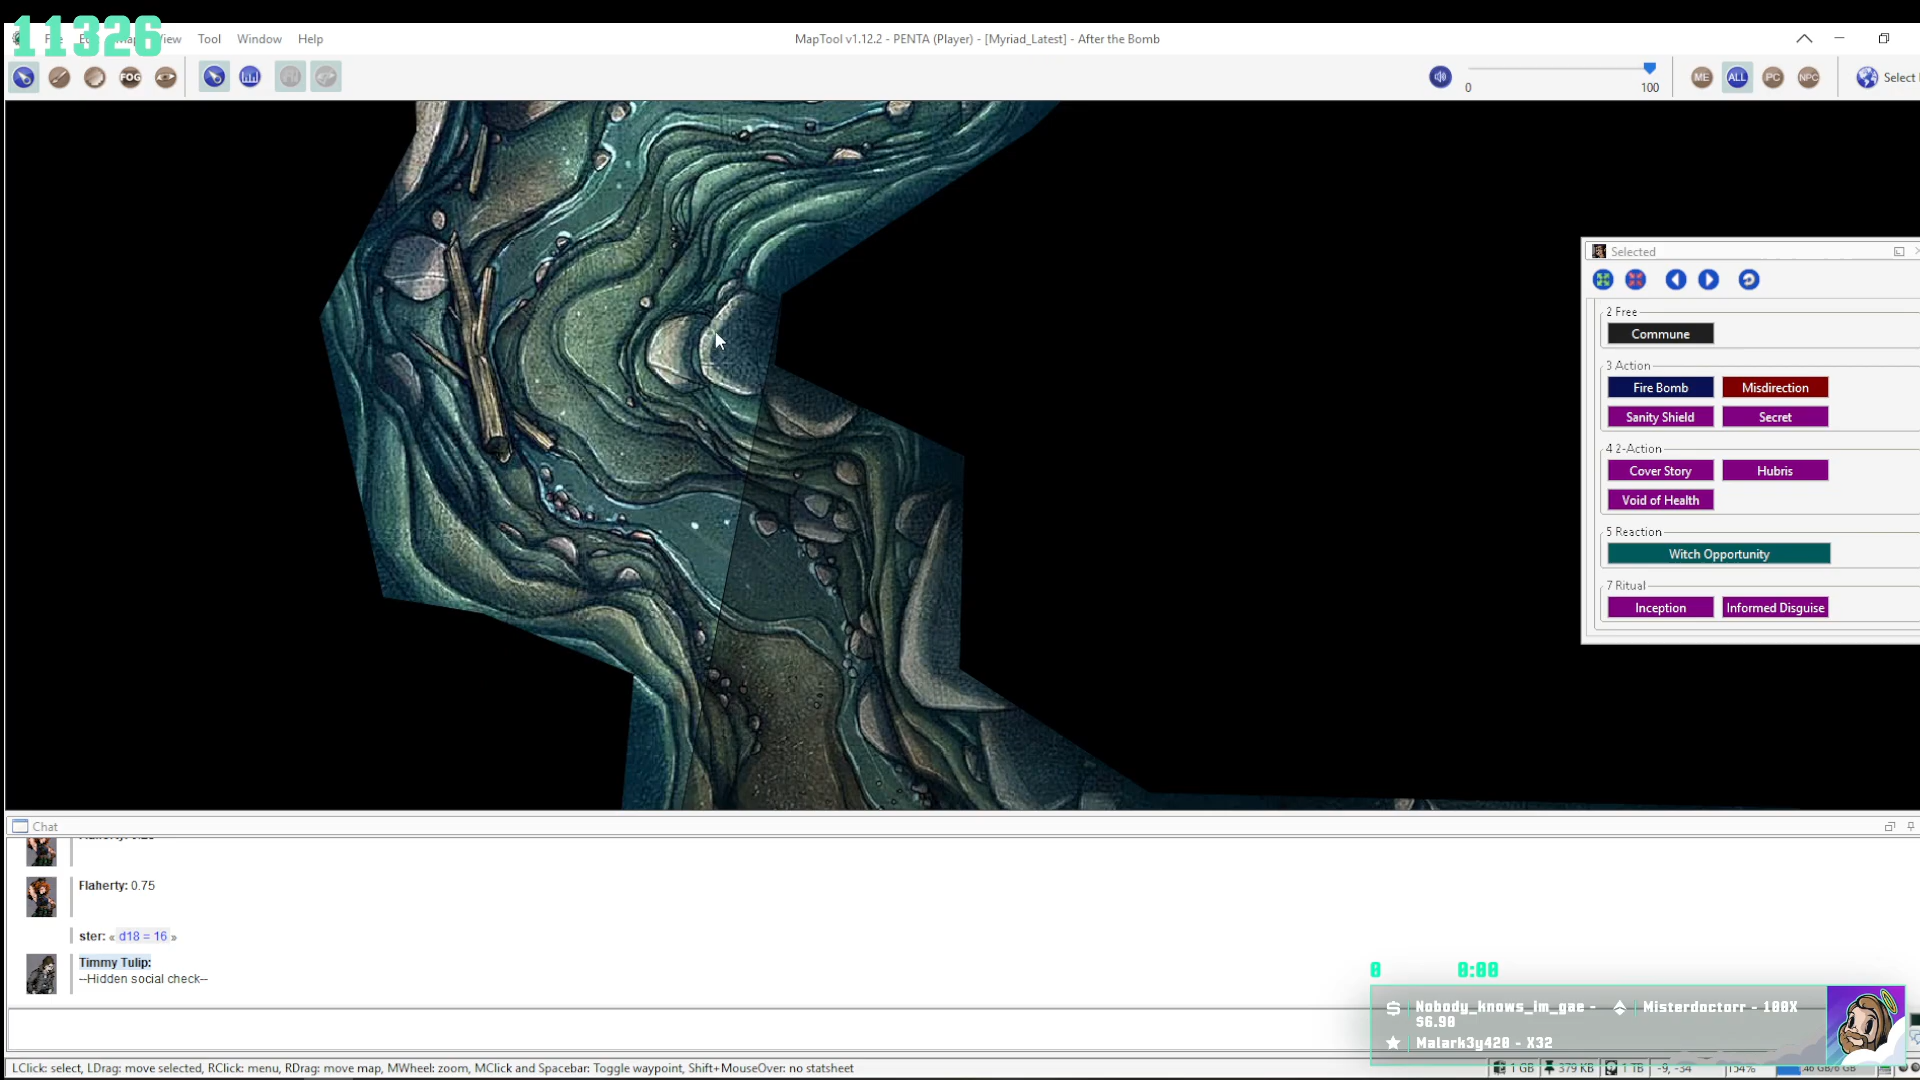 11326
View Tool Window Help
MapTool v1.12.2 - PENTA (Player) - [Myriad_Latest] - After the Bomb
FOG
0 100
ME ALL PC NPC Select
Selected
2 Free
Commune
3 Action
Fire Bomb Misdirection
Sanity Shield Secret
4 2-Action
Cover Story Hubris
Void of Health
5 Reaction
Witch Opportunity
7 Ritual
Inception Informed Disguise
Chat
Flaherty: 0.75
ster: « d18 = 16 »
Timmy Tulip:
--Hidden social check--
0 0:00
Nobody_knows_im_gae - Misterdoctorr - 100X
$6.90
Malark3y420 - X32
LClick: select, LDrag: move selected, RClick: menu, RDrag: move map, MWheel: zoom, MClick and Spacebar: Toggle waypoint, Shift+MouseOver: no statsheet
1 GB 379 KB 1 TB -9, -34 154%